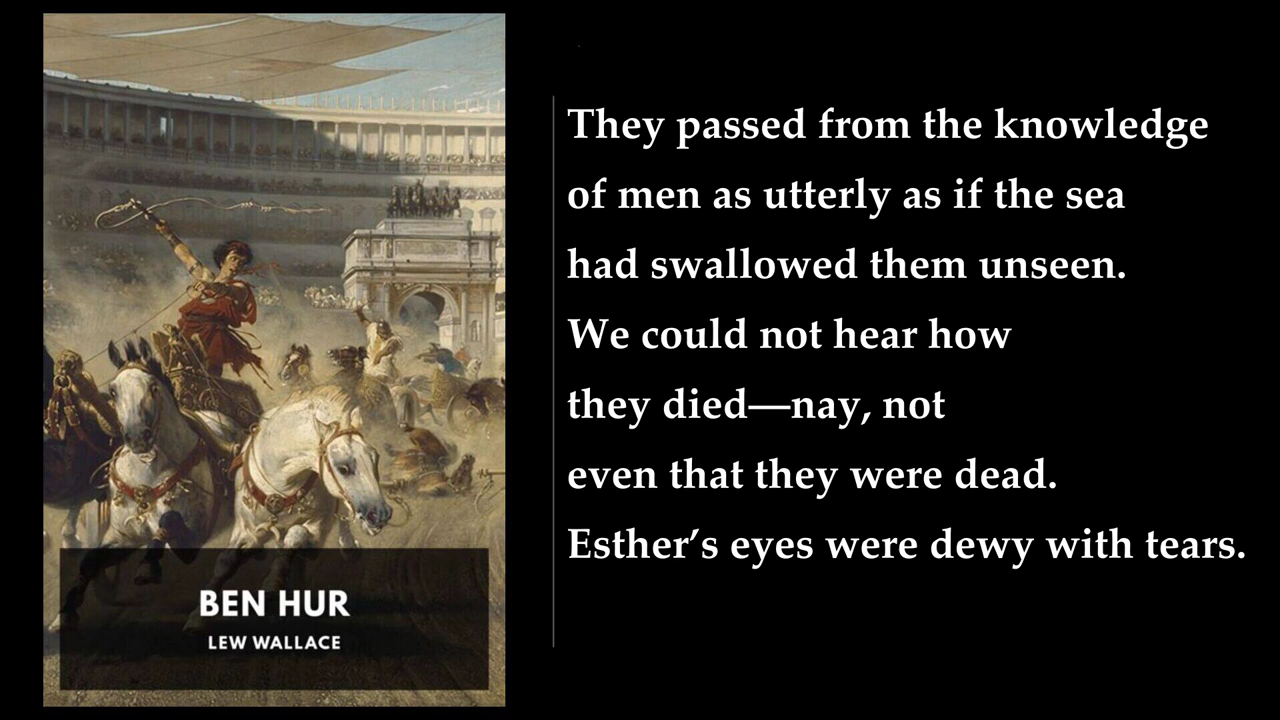 BEN HUR
LEW WALLACE
They passed from the knowledge
of men as utterly as if the sea
had swallowed them unseen.
We could not hear how
they died—nay, not
even that they were dead.
Esther’s eyes were dewy with tears.